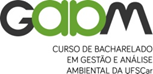 GAAM
CURSO DE BACHARELADO
EM GESTÃO E ANÁLISE
AMBIENTAL DA UFSCar